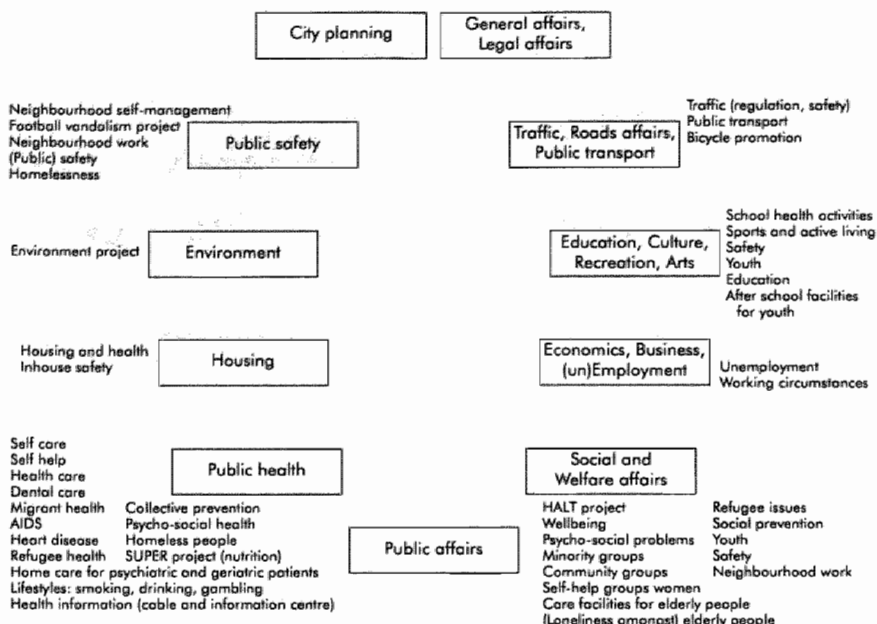 City planning
General affairs,
Legal affairs
Neighbourhood self-management
Football vandalism project
Neighbourhood work
(Public) safety
Homelessness
Public safety
Traffic, Roads affairs,
Public transport
Traffic (regulation, safety)
Public transport
Bicycle promotion
Environment project
Environment
Education, Culture,
Recreation, Arts
School health activities
Sports and active living
Safety
Youth
Education
After school facilities
for youth
Housing and health
Inhouse safety
Housing
Economics, Business,
(un)Employment
Unemployment
Working circumstances
Self care
Self help
Health care
Dental care
Migrant health
AIDS
Heart disease
Refugee health
Collective prevention
Psycho-social health
Homeless people
SUPER project (nutrition)
Home care for psychiatric and geriatric patients
Lifestyles: smoking, drinking, gambling
Health information (cable and information centre)
Public health
Public affairs
Social and
Welfare affairs
HALT project
Wellbeing
Psycho-social problems
Minority groups
Community groups
Self-help groups women
Care facilities for elderly people
(Loneliness amongst) elderly people
Refugee issues
Social prevention
Youth
Safety
Neighbourhood work